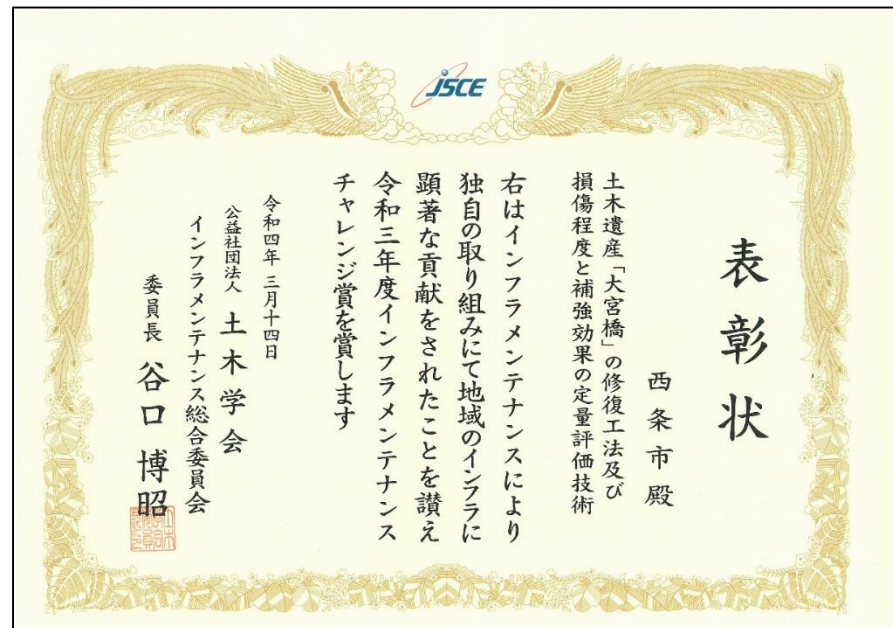 JSCE
表彰状
西条市殿
土木遺産「大宮橋」の修復工法及び
損傷程度と補強効果の定量評価技術
右はインフラメンテナンスにより
独自の取り組みにて地域のインフラに
顕著な貢献をされたことを讃え
令和三年度インフラメンテナンス
チャレンジ賞を賞します
令和四年 三月十四日
公益社団法人 土木学会
インフラメンテナンス総合委員会
委員長 谷口 博昭